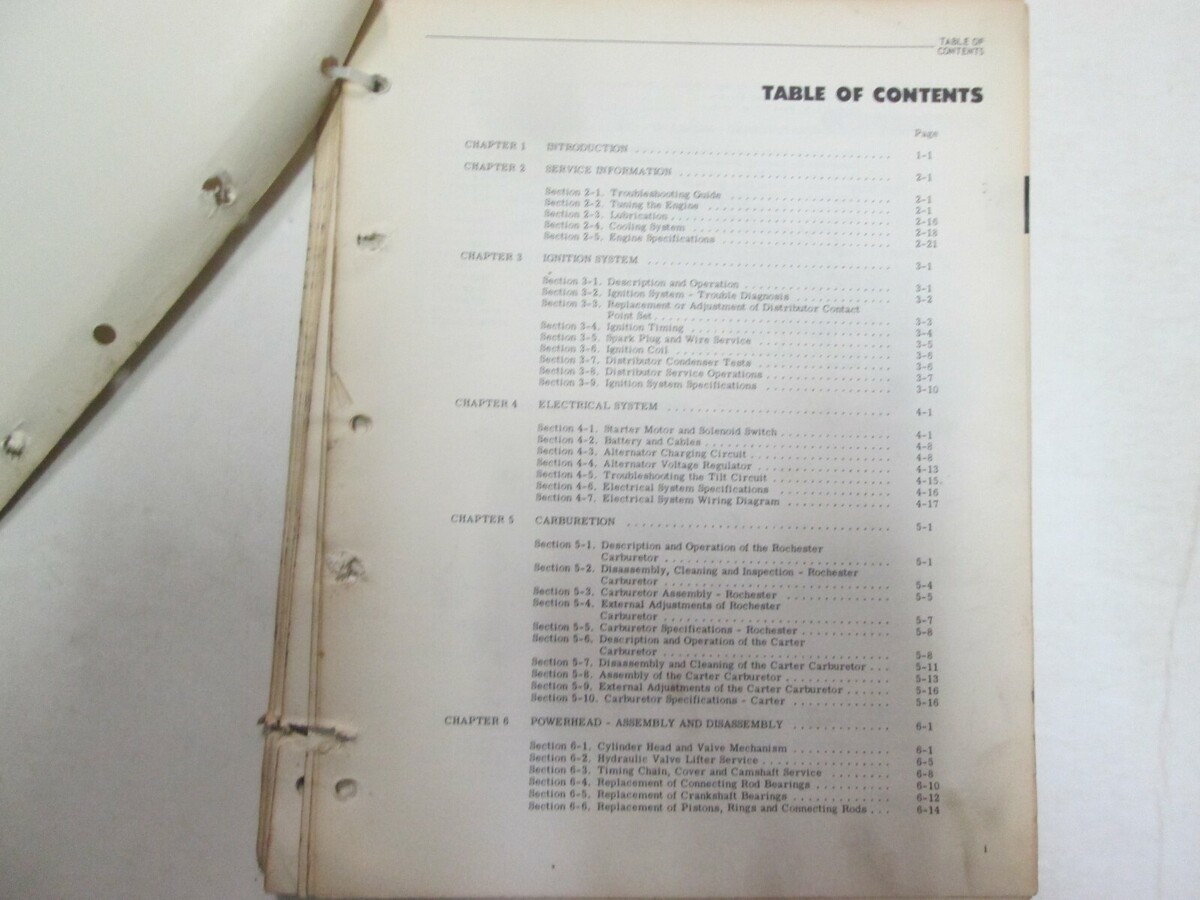 TABLE OF
CONTENTS
TABLE OF CONTENTS
Page
CHAPTER 1 INTRODUCTION . . . . . . . . . . 1-1
CHAPTER 2 SERVICE INFORMATION . . . . . . . . . . 2-1
Section 2-1. Troubleshooting Guide . . . . . . . . . . 2-1
Section 2-2. Tuning the Engine . . . . . . . . . . 2-1
Section 2-3. Lubrication . . . . . . . . . . 2-16
Section 2-4. Cooling System . . . . . . . . . . 2-18
Section 2-5. Engine Specifications . . . . . . . . . . 2-21
CHAPTER 3 IGNITION SYSTEM . . . . . . . . . . 3-1
Section 3-1. Description and Operation . . . . . . . . . . 3-1
Section 3-2. Ignition System - Trouble Diagnosis . . . . . . . . . . 3-2
Section 3-3. Replacement or Adjustment of Distributor Contact
Point Set . . . . . . . . . . 3-3
Section 3-4. Ignition Timing . . . . . . . . . . 3-4
Section 3-5. Spark Plug and Wire Service . . . . . . . . . . 3-5
Section 3-6. Ignition Coil . . . . . . . . . . 3-6
Section 3-7. Distributor Condenser Tests . . . . . . . . . . 3-6
Section 3-8. Distributor Service Operations . . . . . . . . . . 3-7
Section 3-9. Ignition System Specifications . . . . . . . . . . 3-10
CHAPTER 4 ELECTRICAL SYSTEM . . . . . . . . . . 4-1
Section 4-1. Starter Motor and Solenoid Switch . . . . . . . . . . 4-1
Section 4-2. Battery and Cables . . . . . . . . . . 4-8
Section 4-3. Alternator Charging Circuit . . . . . . . . . . 4-8
Section 4-4. Alternator Voltage Regulator . . . . . . . . . . 4-13
Section 4-5. Troubleshooting the Tilt Circuit . . . . . . . . . . 4-15.
Section 4-6. Electrical System Specifications . . . . . . . . . . 4-16
Section 4-7. Electrical System Wiring Diagram . . . . . . . . . . 4-17
CHAPTER 5 CARBURETION . . . . . . . . . . 5-1
Section 5-1. Description and Operation of the Rochester
Carburetor . . . . . . . . . . 5-1
Section 5-2. Disassembly, Cleaning and Inspection - Rochester
Carburetor . . . . . . . . . . 5-4
Section 5-3. Carburetor Assembly - Rochester . . . . . . . . . . 5-5
Section 5-4. External Adjustments of Rochester
Carburetor . . . . . . . . . . 5-7
Section 5-5. Carburetor Specifications - Rochester . . . . . . . . . . 5-8
Section 5-6. Description and Operation of the Carter
Carburetor . . . . . . . . . . 5-8
Section 5-7. Disassembly and Cleaning of the Carter Carburetor . . . 5-11
Section 5-8. Assembly of the Carter Carburetor . . . . . . . . . . 5-13
Section 5-9. External Adjustments of the Carter Carburetor . . . . . . 5-16
Section 5-10. Carburetor Specifications - Carter . . . . . . . . . . 5-16
CHAPTER 6 POWERHEAD - ASSEMBLY AND DISASSEMBLY . . . . . . . . . . 6-1
Section 6-1. Cylinder Head and Valve Mechanism . . . . . . . . . . 6-1
Section 6-2. Hydraulic Valve Lifter Service . . . . . . . . . . 6-5
Section 6-3. Timing Chain, Cover and Camshaft Service . . . . . . . . 6-8
Section 6-4. Replacement of Connecting Rod Bearings . . . . . . . . . . 6-10
Section 6-5. Replacement of Crankshaft Bearings . . . . . . . . . . 6-12
Section 6-6. Replacement of Pistons, Rings and Connecting Rods . . . 6-14
i